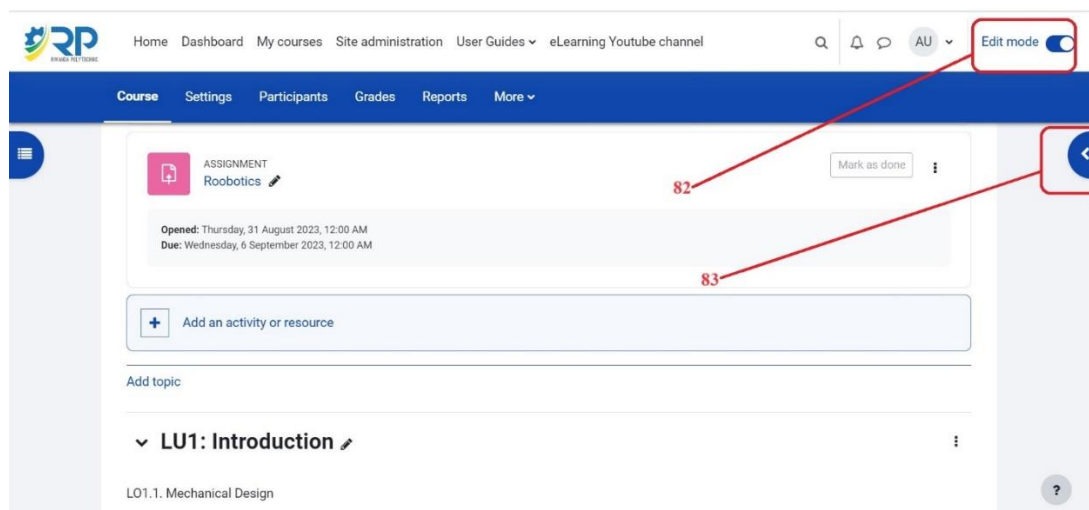 RP
RWANDA POLYTECHNIC
Home Dashboard My courses Site administration User Guides eLearning Youtube channel AU Edit mode
Course Settings Participants Grades Reports More
ASSIGNMENT
Roobotics
Mark as done
82
Opened: Thursday, 31 August 2023, 12:00 AM
Due: Wednesday, 6 September 2023, 12:00 AM
83
+ Add an activity or resource
Add topic
LU1: Introduction
LO1.1. Mechanical Design
?